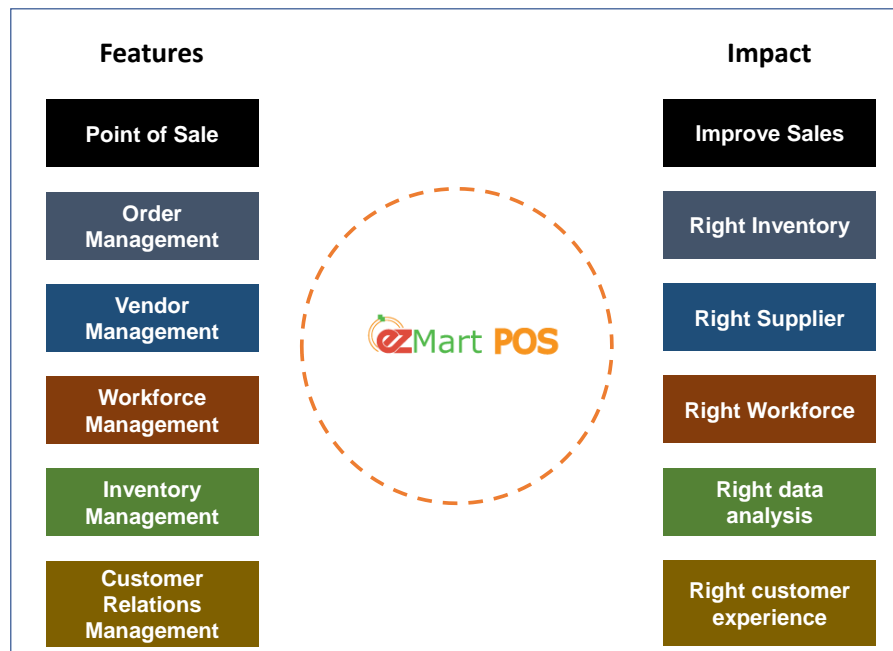 Features
Impact
Point of Sale
Improve Sales
Order
Management
Right Inventory
Vendor
Management
Right Supplier
ezMart POS
Workforce
Management
Right Workforce
Inventory
Management
Right data
analysis
Customer
Relations
Management
Right customer
experience